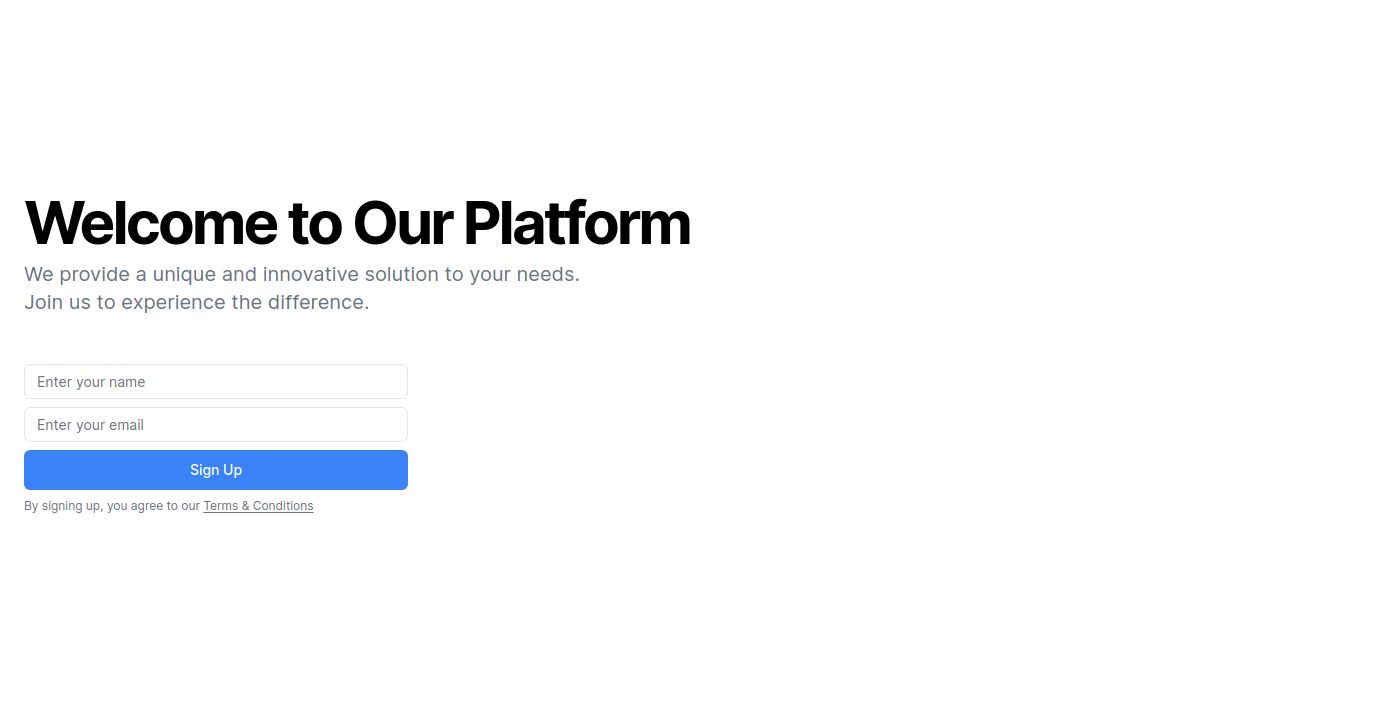 Welcome to Our Platform
We provide a unique and innovative solution to your needs.
Join us to experience the difference.
Enter your name
Enter your email
Sign Up
By signing up, you agree to our Terms & Conditions